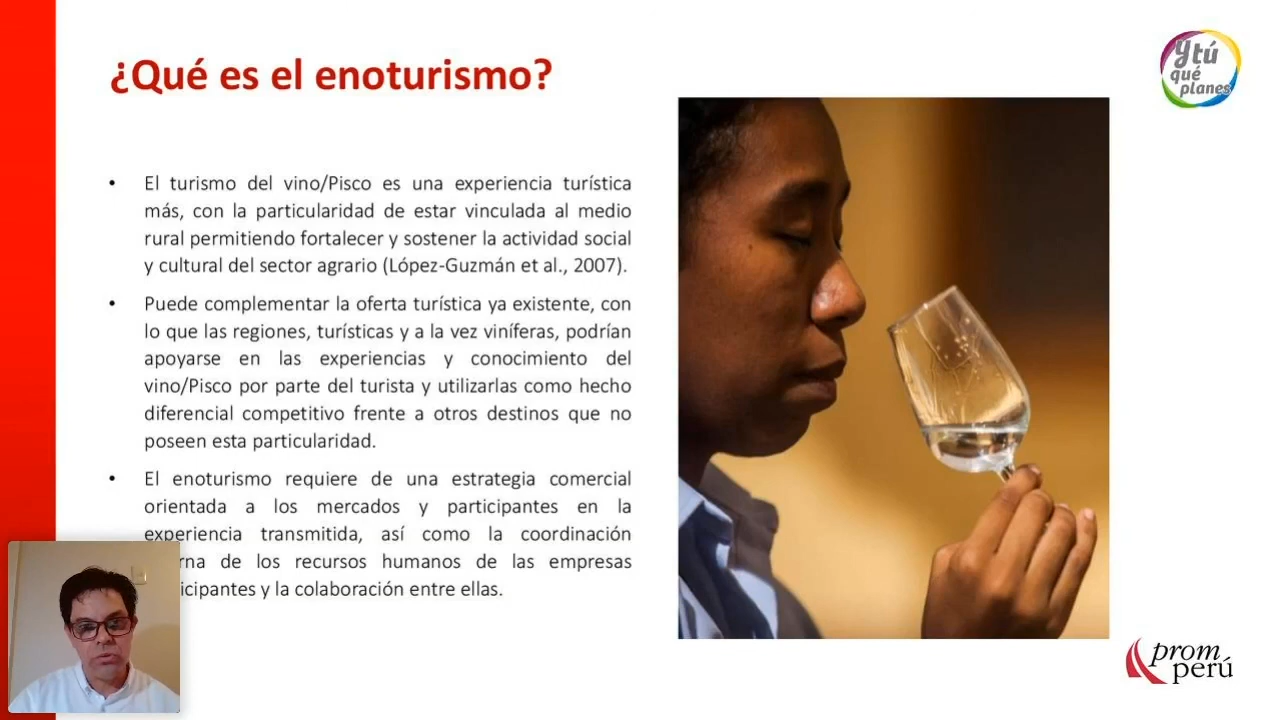 ¿Qué es el enoturismo?
Y tú
qué
planes
• El turismo del vino/Pisco es una experiencia turística
más, con la particularidad de estar vinculada al medio
rural permitiendo fortalecer y sostener la actividad social
y cultural del sector agrario (López-Guzmán et al., 2007).
• Puede complementar la oferta turística ya existente, con
lo que las regiones, turísticas y a la vez viníferas, podrían
apoyarse en las experiencias y conocimiento del
vino/Pisco por parte del turista y utilizarlas como hecho
diferencial competitivo frente a otros destinos que no
poseen esta particularidad.
• El enoturismo requiere de una estrategia comercial
orientada a los mercados y participantes en la
experiencia transmitida, así como la coordinación
de los recursos humanos de las empresas
y la colaboración entre ellas.
prom
perú